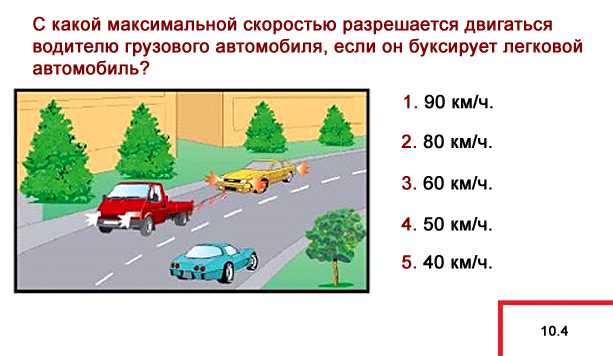 С какой максимальной скоростью разрешается двигаться
водителю грузового автомобиля, если он буксирует легковой
автомобиль?
1. 90 км/ч.
2. 80 км/ч.
3. 60 км/ч.
4. 50 км/ч.
5. 40 км/ч.
10.4